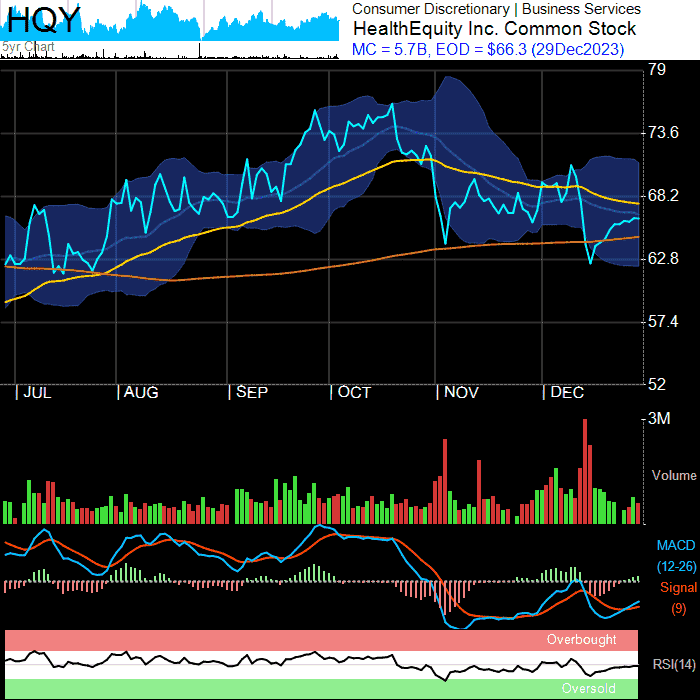 HQY
5yr Chart
Consumer Discretionary | Business Services
HealthEquity Inc. Common Stock
MC = 5.7B, EOD = $66.3 (29Dec2023)
79
73.6
68.2
62.8
57.4
52
JUL AUG SEP OCT NOV DEC
3M
Volume
MACD
(12-26)
Signal
(9)
Overbought
RSI(14)
Oversold